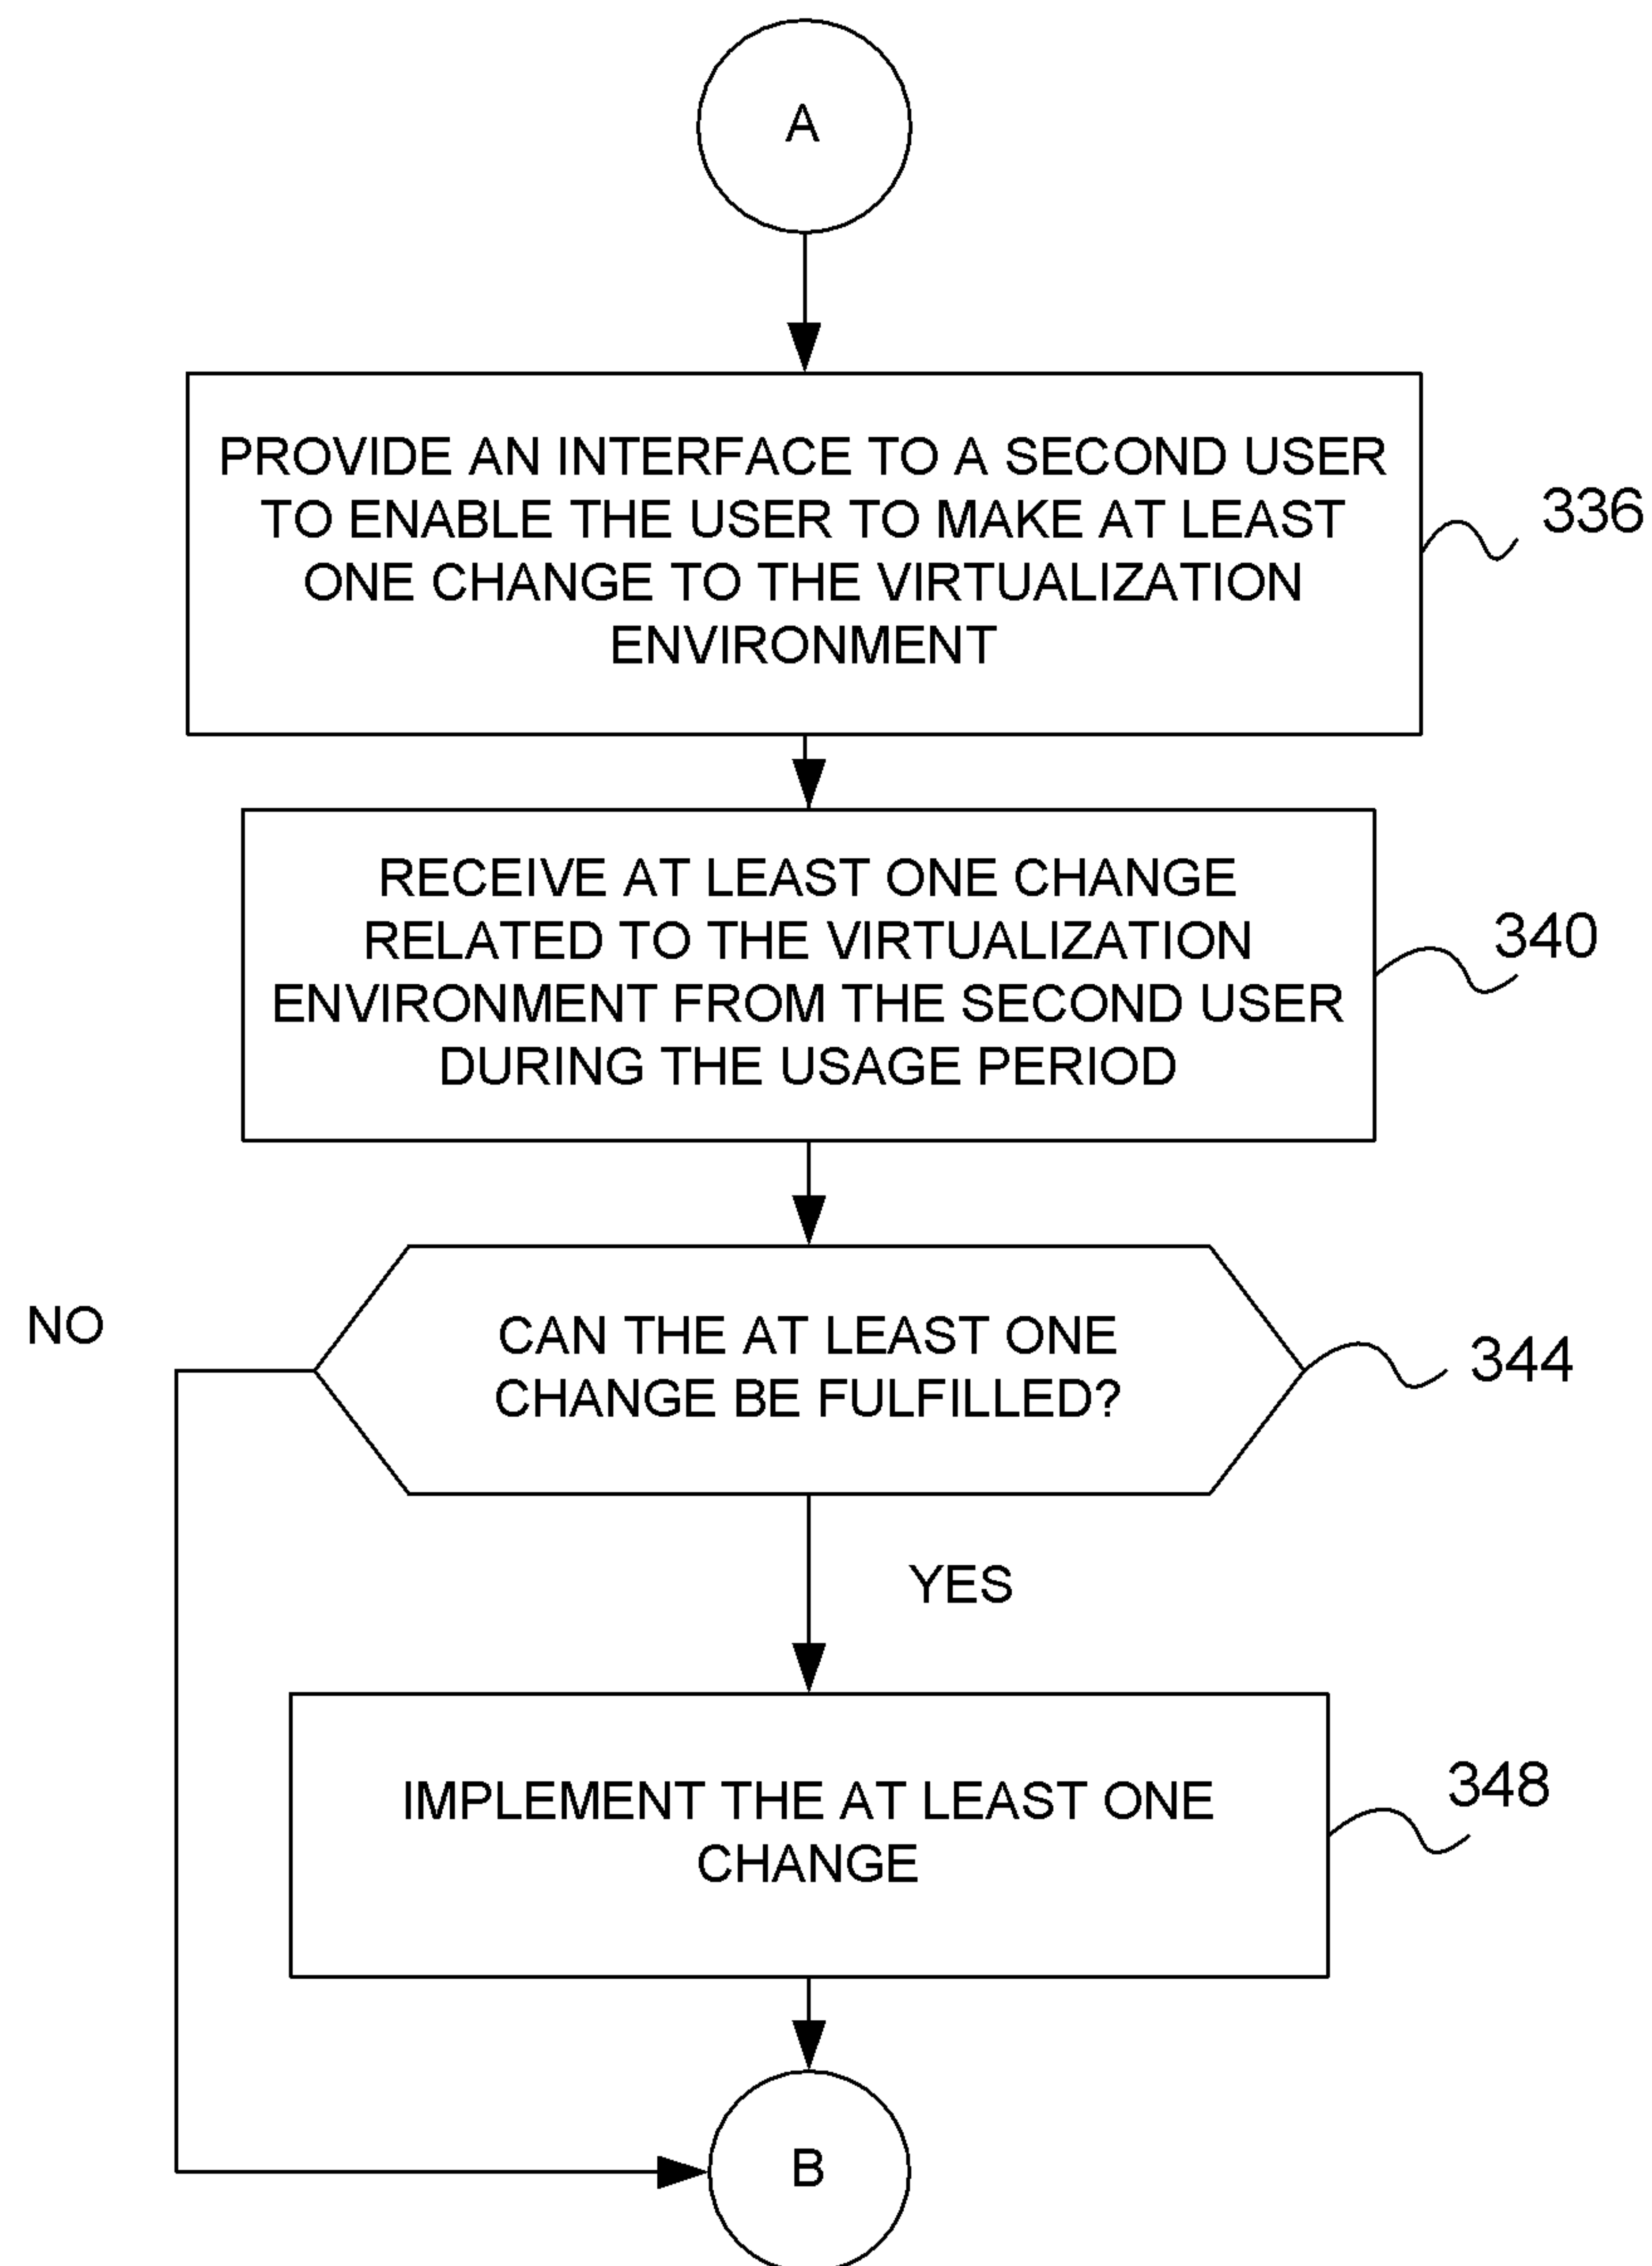 A
PROVIDE AN INTERFACE TO A SECOND USER
TO ENABLE THE USER TO MAKE AT LEAST
ONE CHANGE TO THE VIRTUALIZATION
ENVIRONMENT
336
RECEIVE AT LEAST ONE CHANGE
RELATED TO THE VIRTUALIZATION
ENVIRONMENT FROM THE SECOND USER
DURING THE USAGE PERIOD
340
NO
CAN THE AT LEAST ONE
CHANGE BE FULFILLED?
344
YES
IMPLEMENT THE AT LEAST ONE
CHANGE
348
B